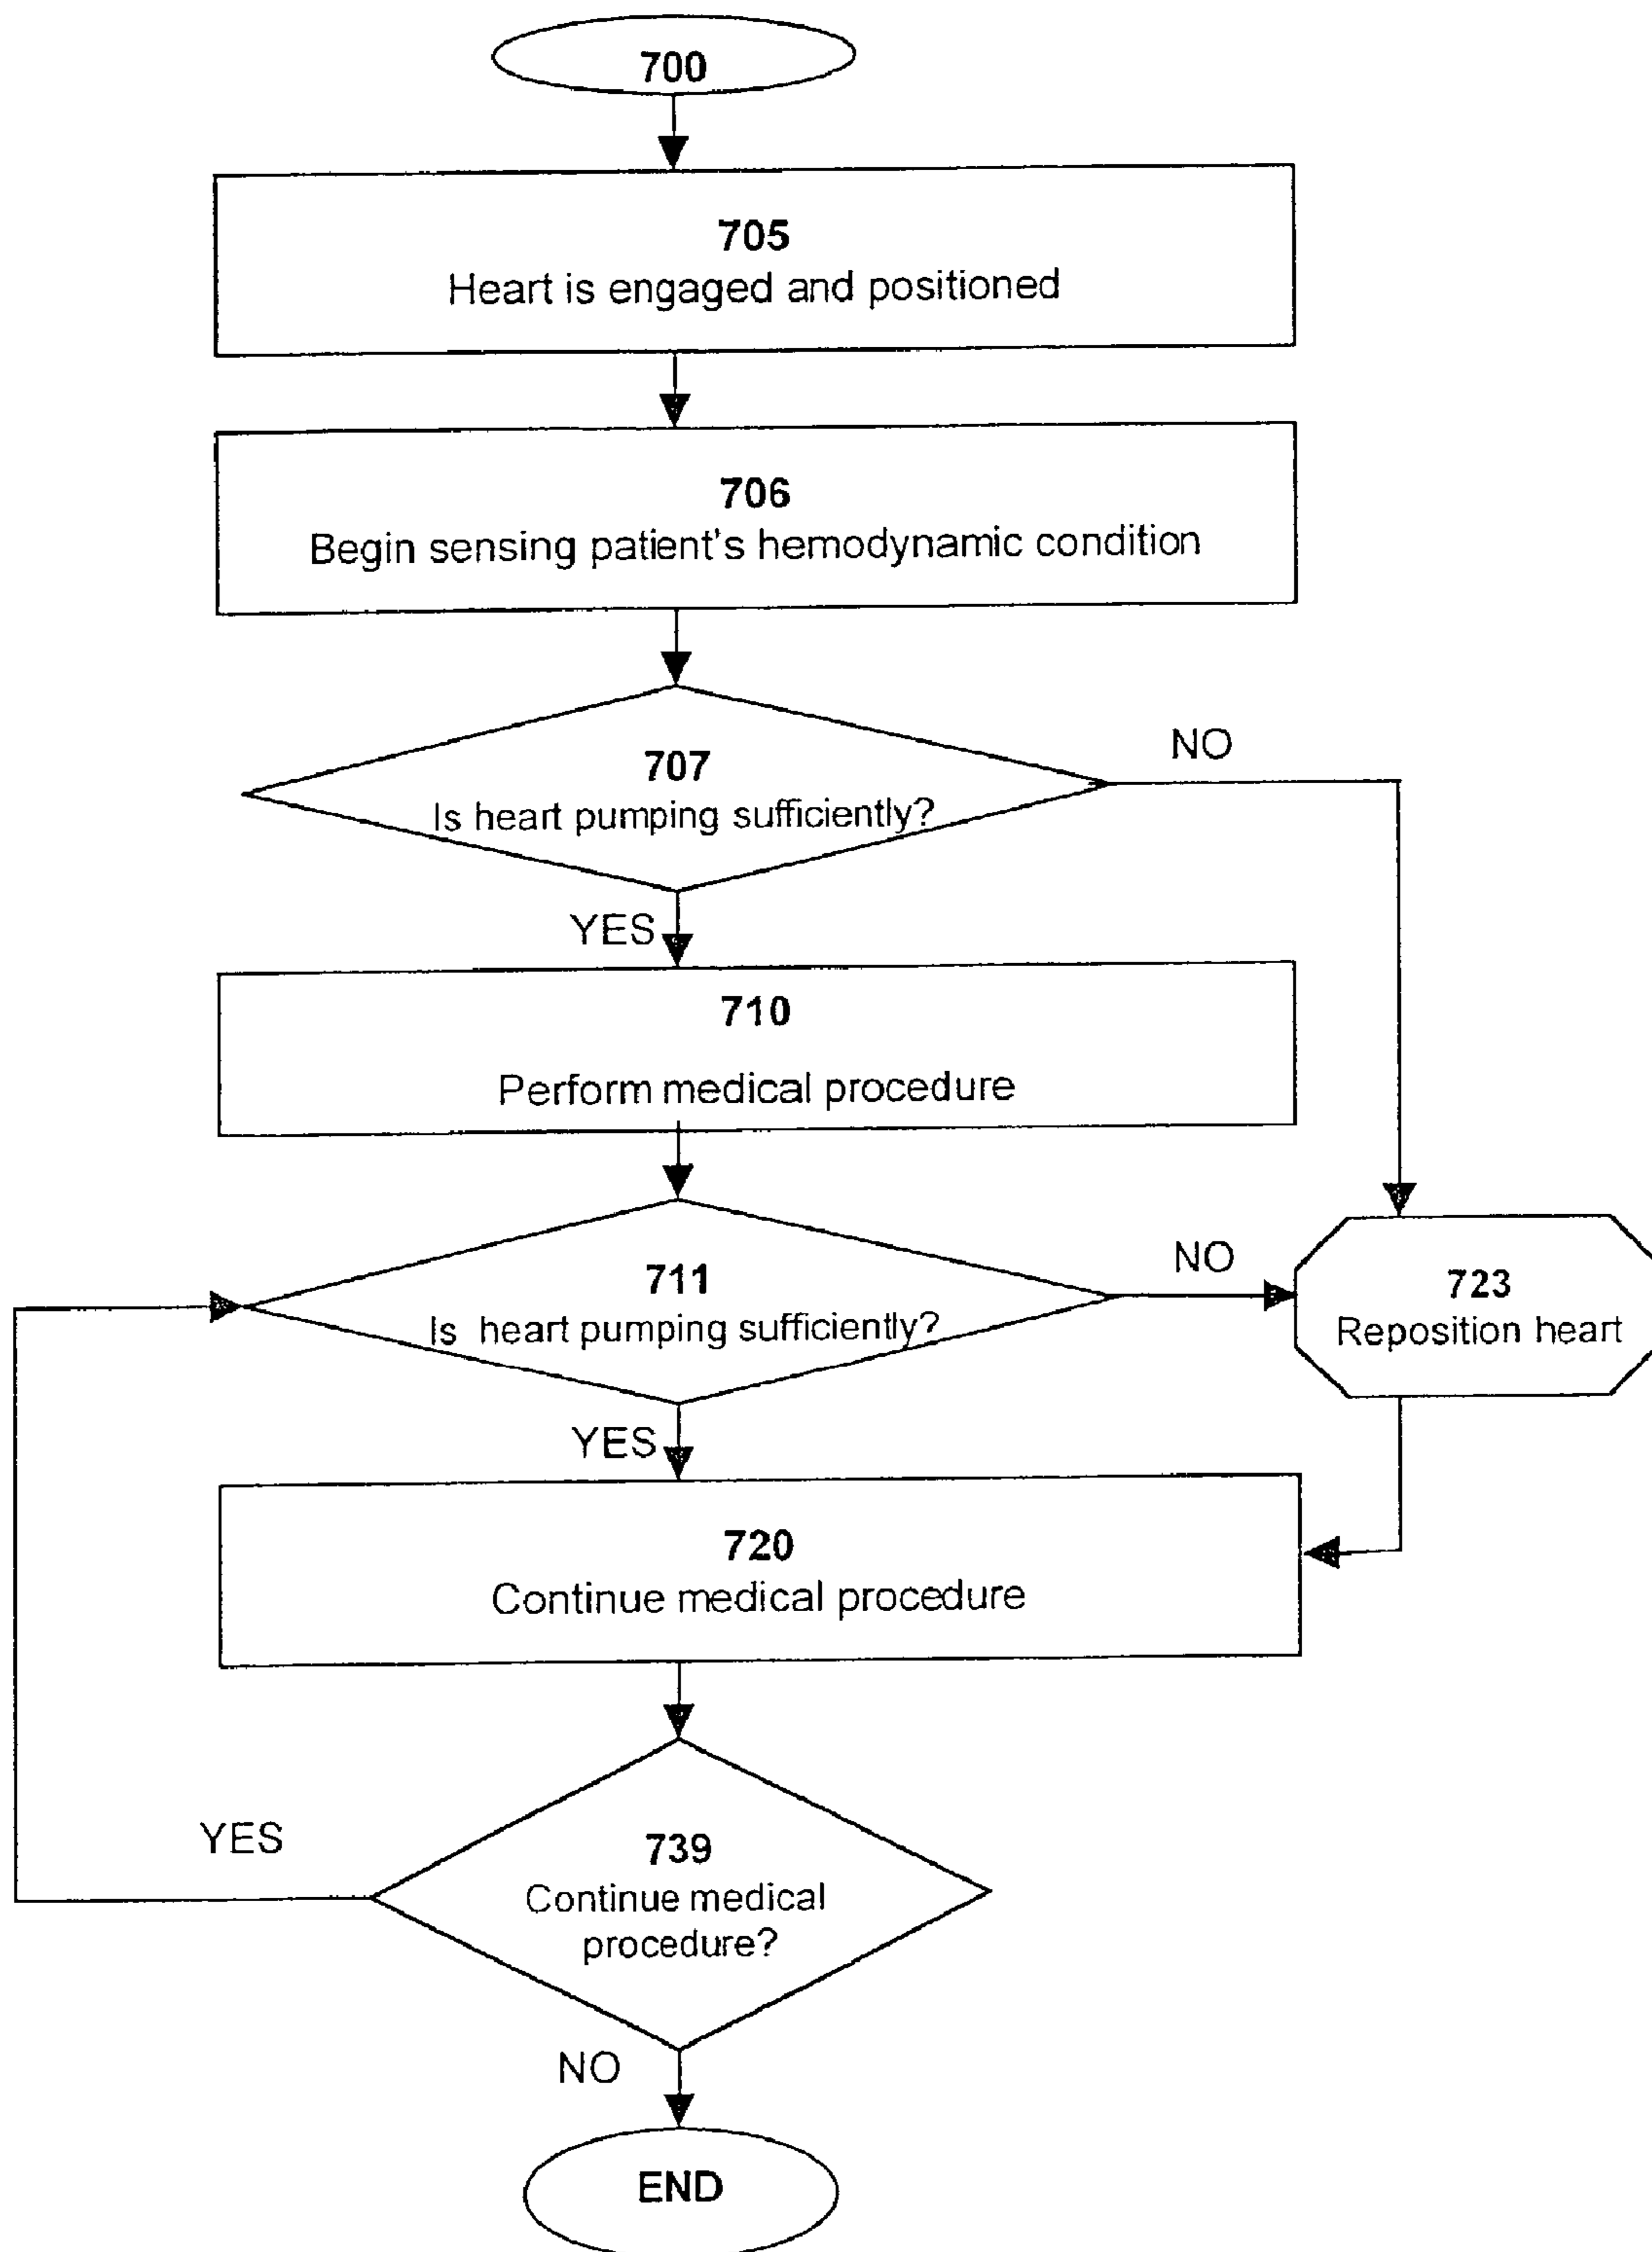 700
705
Heart is engaged and positioned
706
Begin sensing patient's hemodynamic condition
707
Is heart pumping sufficiently?
NO
YES
710
Perform medical procedure
711
Is heart pumping sufficiently?
NO
723
Reposition heart
YES
720
Continue medical procedure
739
Continue medical
procedure?
YES
NO
END